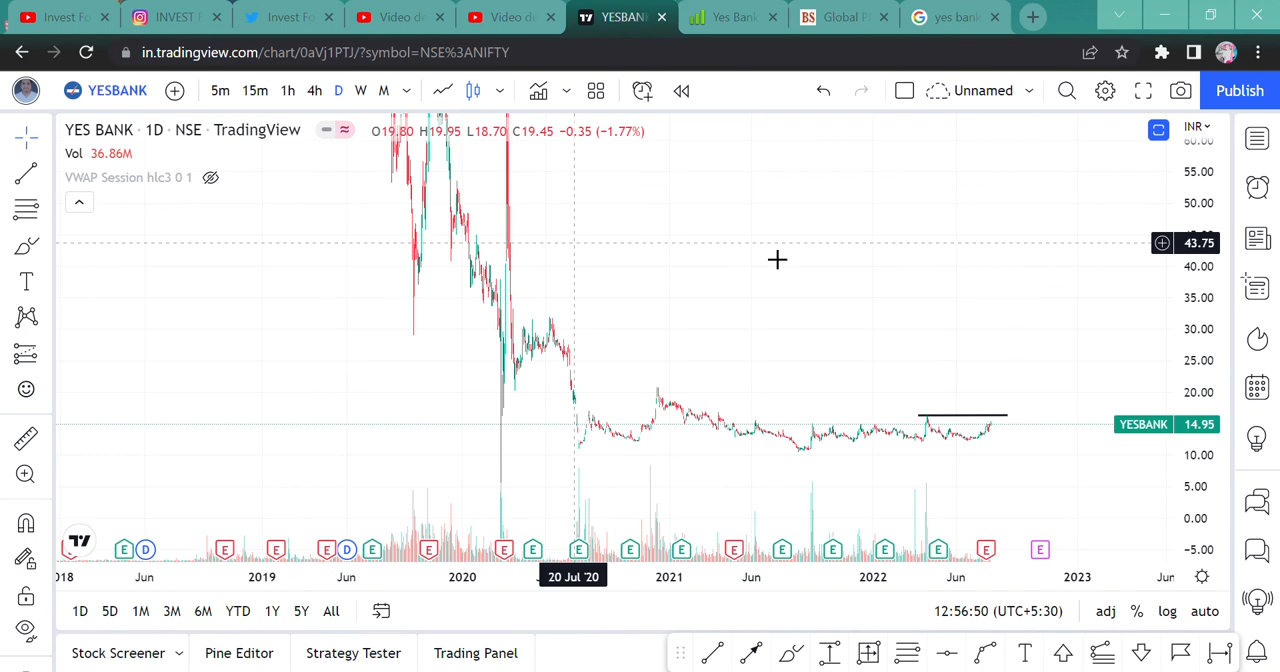 Invest Fo
INVEST F
Invest Fo
Video de
Video de
YESBANK
Yes Bank
BS Global P
yes bank
in.tradingview.com/chart/0aVj1PTJ/?symbol=NSE%3ANIFTY
YESBANK 5m 15m 1h 4h D W M Unnamed Publish
YES BANK · 1D · NSE · TradingView O19.80 H19.95 L18.70 C19.45 −0.35 (−1.77%) INR
Vol 36.86M
VWAP Session hlc3 0 1
60.00
55.00
50.00
45.00
43.75
40.00
35.00
30.00
25.00
20.00
YESBANK 14.95
10.00
5.00
0.00
−5.00
E D E E E D E E E E E E E E E E E E E E
2018 Jun 2019 Jun 2020 20 Jul '20 2021 Jun 2022 Jun 2023 Jun
1D 5D 1M 3M 6M YTD 1Y 5Y All 12:56:50 (UTC+5:30) adj % log auto
Stock Screener Pine Editor Strategy Tester Trading Panel